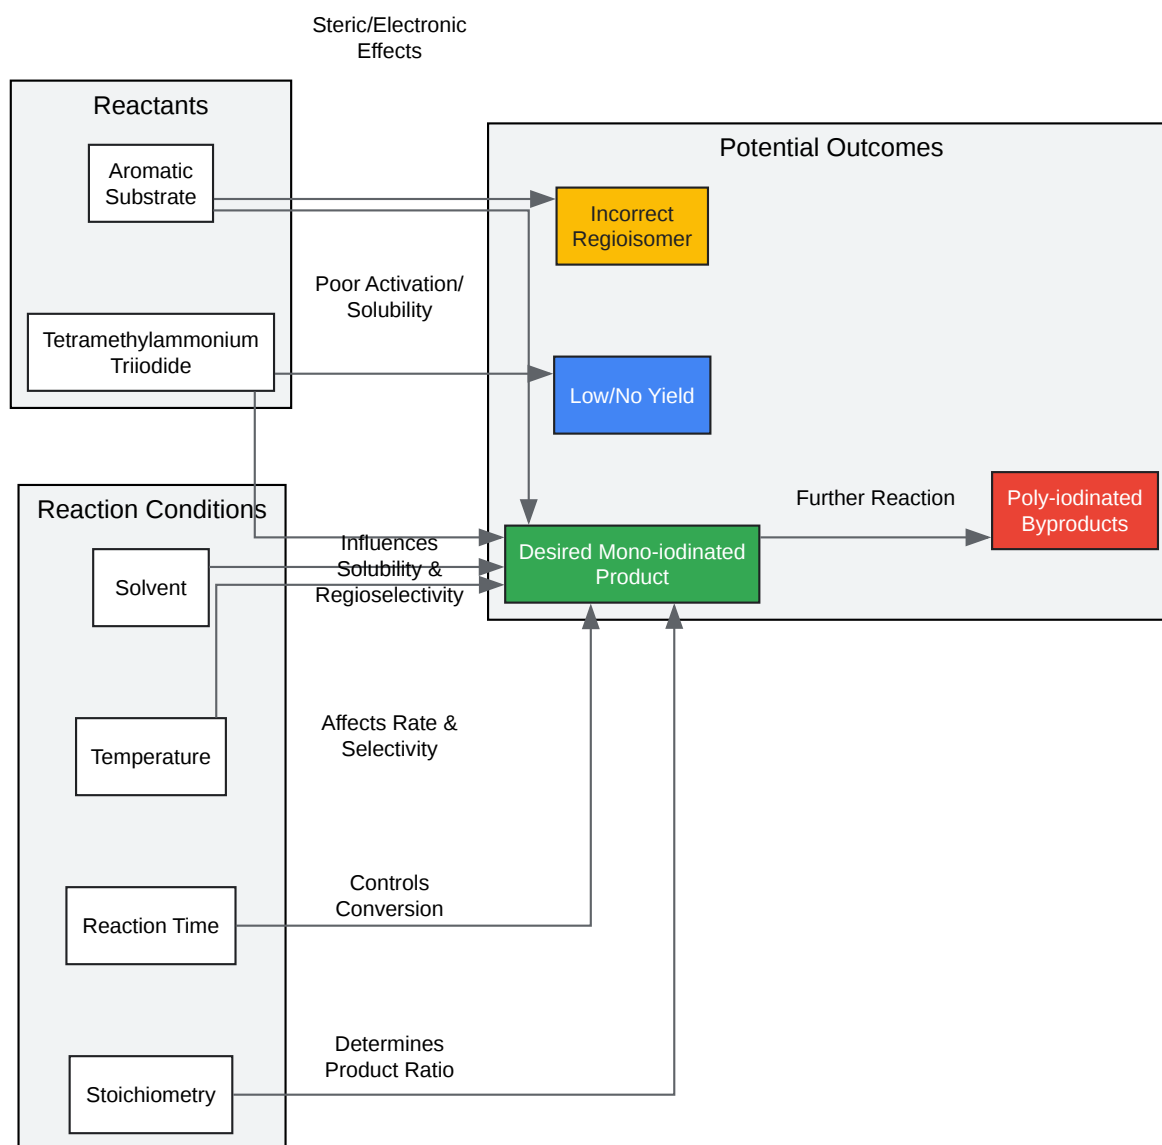 Steric/Electronic
Effects
Reactants
Aromatic
Substrate
Tetramethylammonium
Triiodide
Poor Activation/
Solubility
Potential Outcomes
Incorrect
Regioisomer
Low/No Yield
Desired Mono-iodinated
Product
Further Reaction
Poly-iodinated
Byproducts
Reaction Conditions
Solvent
Influences
Solubility &
Regioselectivity
Temperature
Affects Rate &
Selectivity
Reaction Time
Controls
Conversion
Stoichiometry
Determines
Product Ratio